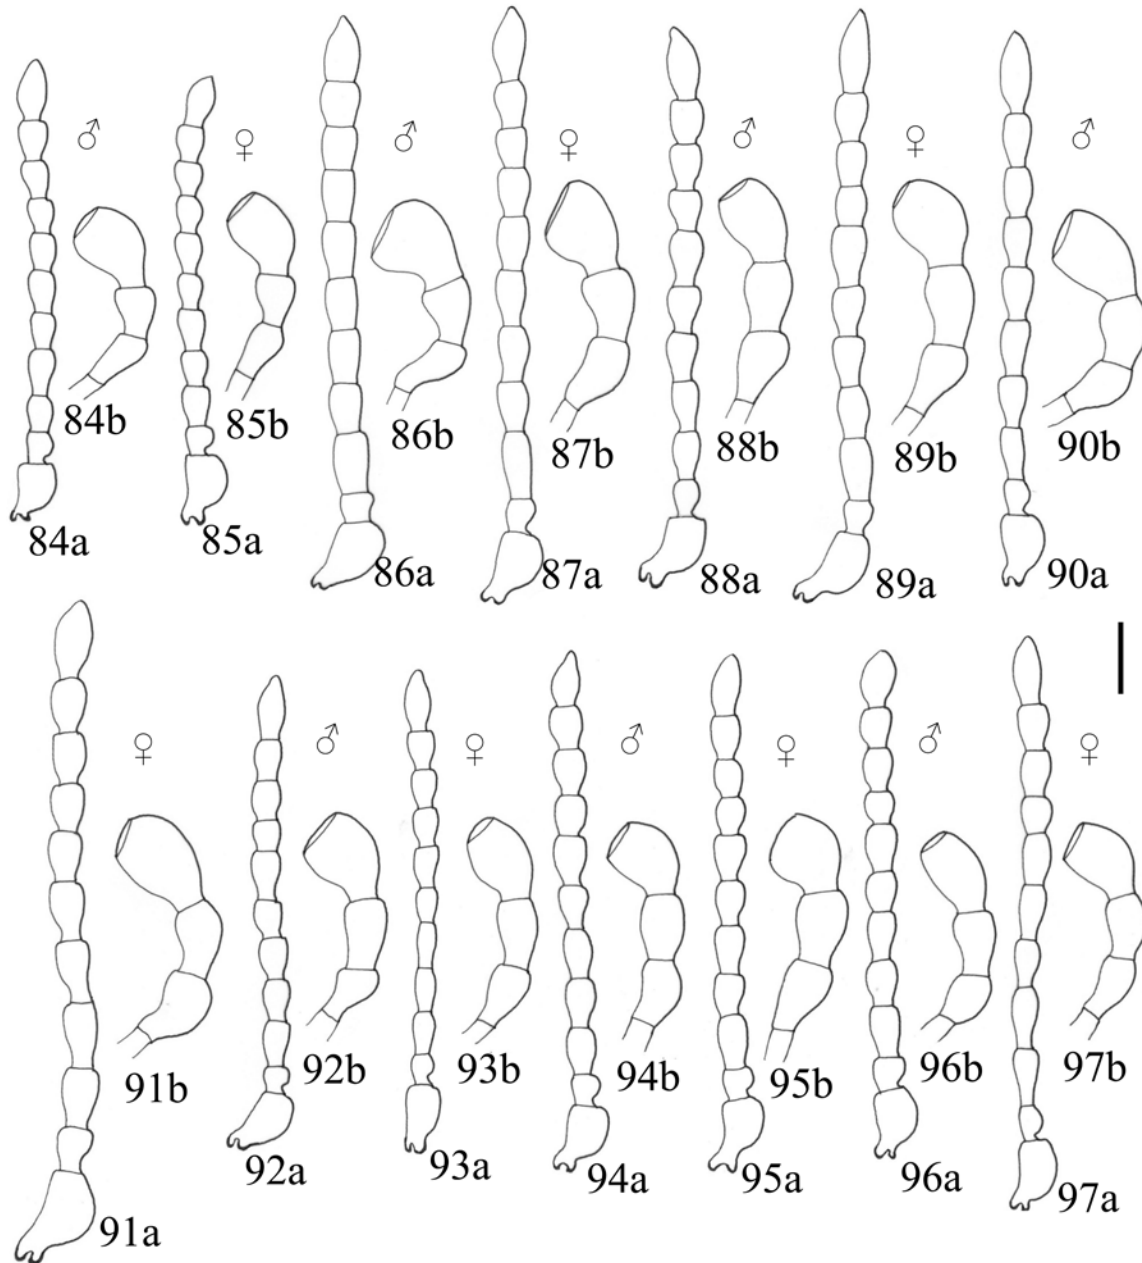 ♂ ♀ ♂ ♀ ♂ ♀ ♂
84b 85b 86b 87b 88b 89b 90b
84a 85a 86a 87a 88a 89a 90a
♀ ♂ ♀ ♂ ♀ ♂ ♀
91b 92b 93b 94b 95b 96b 97b
91a 92a 93a 94a 95a 96a 97a